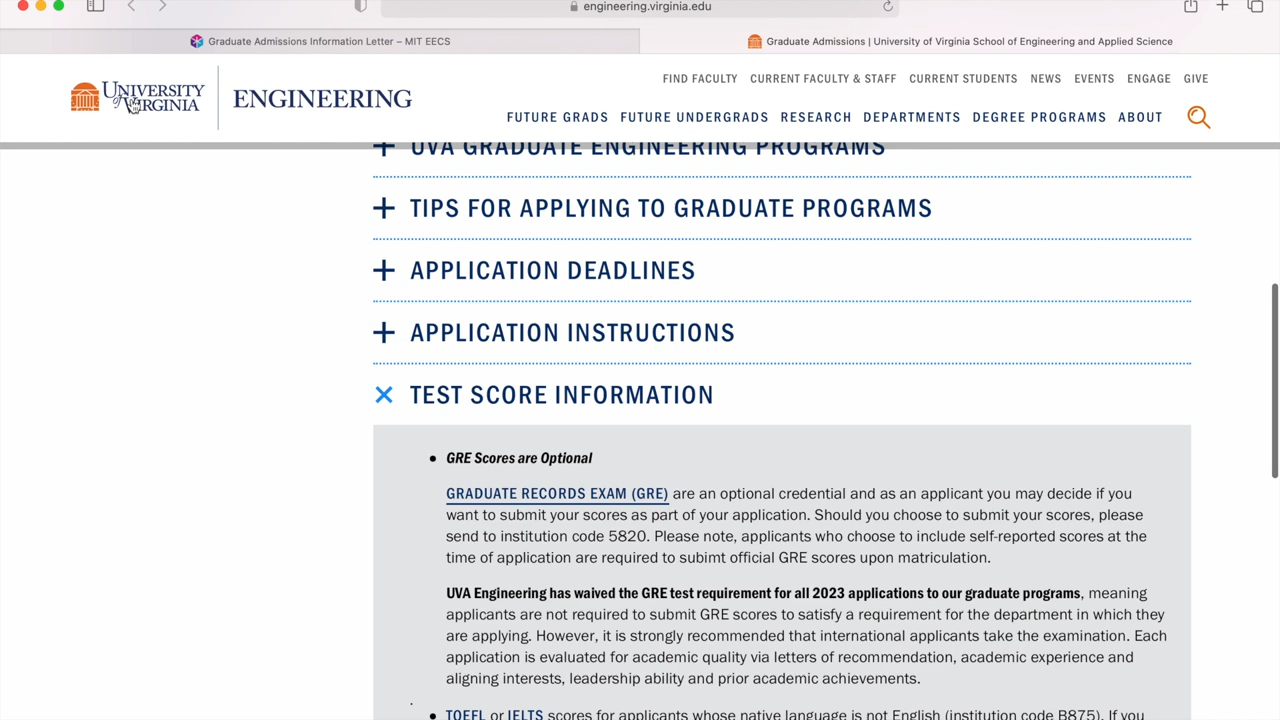 engineering.virginia.edu
Graduate Admissions Information Letter – MIT EECS
Graduate Admissions | University of Virginia School of Engineering and Applied Science
UNIVERSITY of VIRGINIA
ENGINEERING
FIND FACULTY CURRENT FACULTY & STAFF CURRENT STUDENTS NEWS EVENTS ENGAGE GIVE
FUTURE GRADS FUTURE UNDERGRADS RESEARCH DEPARTMENTS DEGREE PROGRAMS ABOUT
UVA GRADUATE ENGINEERING PROGRAMS
TIPS FOR APPLYING TO GRADUATE PROGRAMS
APPLICATION DEADLINES
APPLICATION INSTRUCTIONS
TEST SCORE INFORMATION
• GRE Scores are Optional
GRADUATE RECORDS EXAM (GRE) are an optional credential and as an applicant you may decide if you
want to submit your scores as part of your application. Should you choose to submit your scores, please
send to institution code 5820. Please note, applicants who choose to include self-reported scores at the
time of application are required to subimt official GRE scores upon matriculation.
UVA Engineering has waived the GRE test requirement for all 2023 applications to our graduate programs, meaning
applicants are not required to submit GRE scores to satisfy a requirement for the department in which they
are applying. However, it is strongly recommended that international applicants take the examination. Each
application is evaluated for academic quality via letters of recommendation, academic experience and
aligning interests, leadership ability and prior academic achievements.
.
• TOEFL or IELTS scores for applicants whose native language is not English (institution code B875). If you